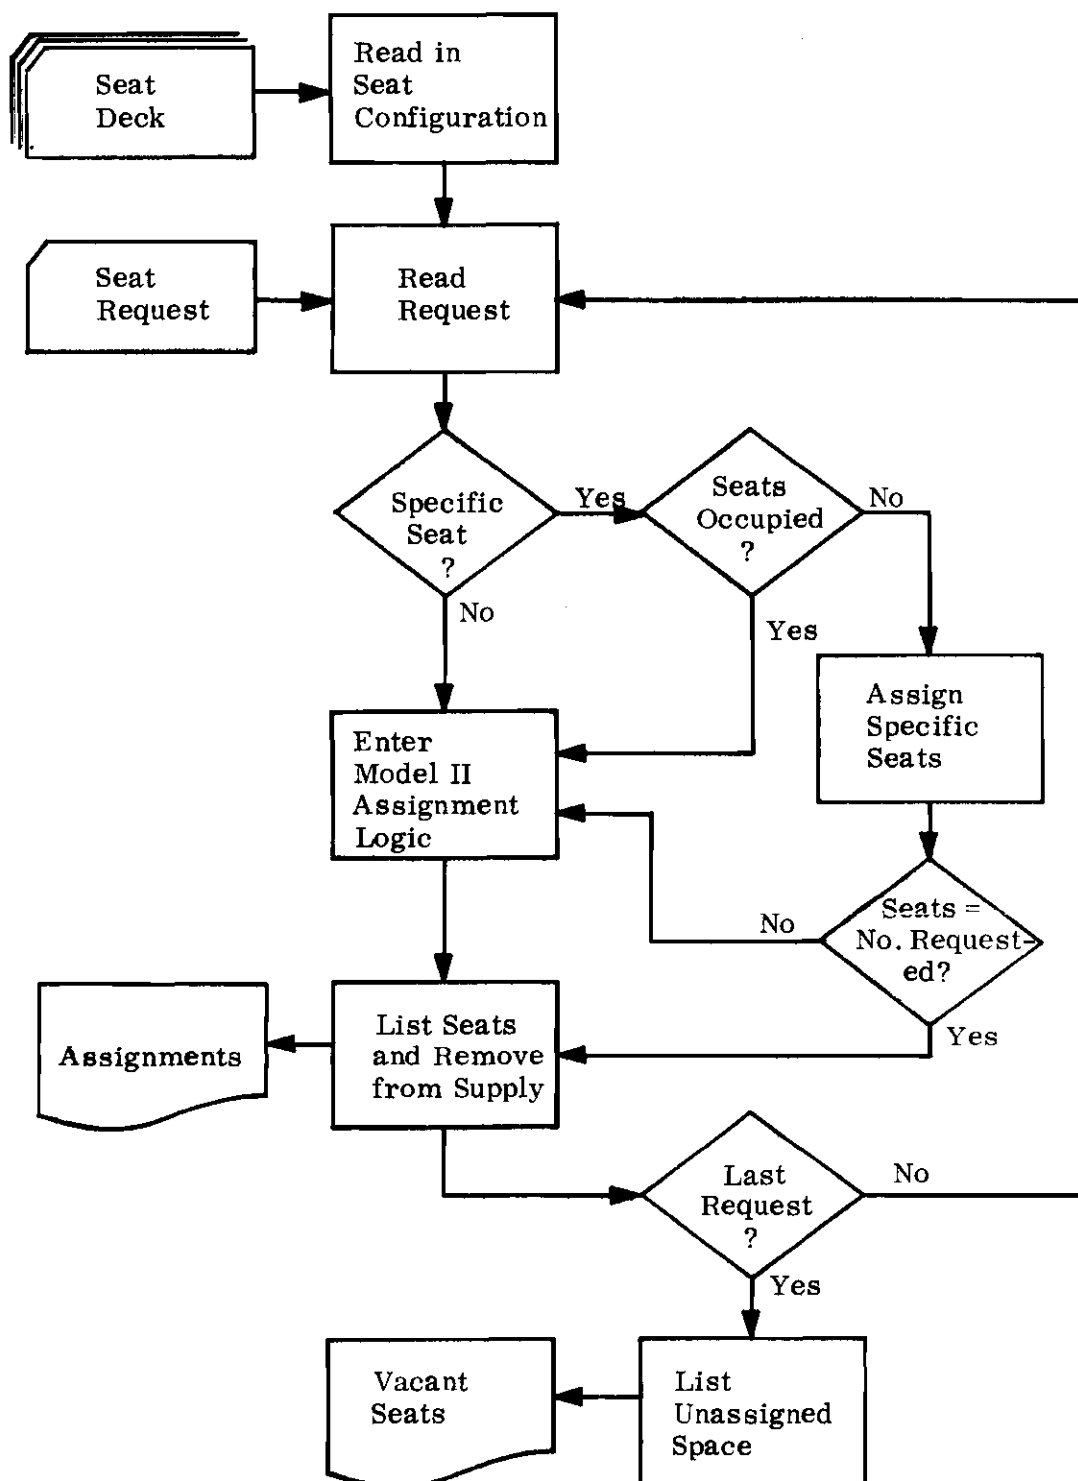 Seat
Deck
Read in
Seat
Configuration
Seat
Request
Read
Request
Specific
Seat
?
Yes
No
Seats
Occupied
?
No
Yes
Assign
Specific
Seats
Enter
Model II
Assignment
Logic
Seats =
No. Request-
ed?
No
Yes
List Seats
and Remove
from Supply
Assignments
Last
Request
?
No
Yes
List
Unassigned
Space
Vacant
Seats